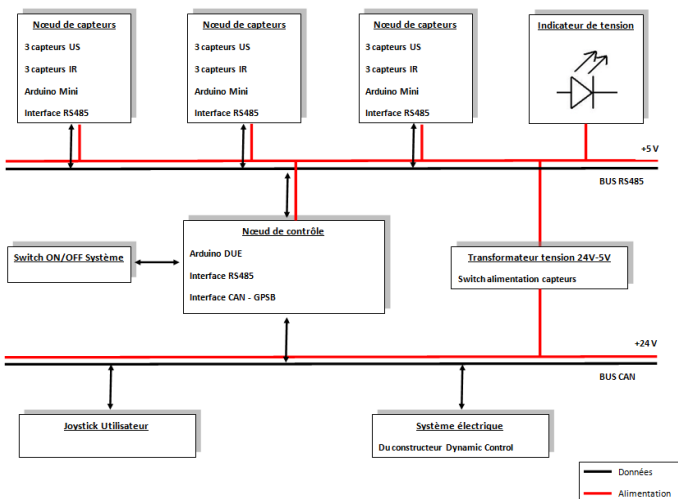 Nœud de capteurs
3 capteurs US
3 capteurs IR
Arduino Mini
Interface RS485
Nœud de capteurs
3 capteurs US
3 capteurs IR
Arduino Mini
Interface RS485
Nœud de capteurs
3 capteurs US
3 capteurs IR
Arduino Mini
Interface RS485
Indicateur de tension
+5 V
BUS RS485
Nœud de contrôle
Arduino DUE
Interface RS485
Interface CAN - GPSB
Switch ON/OFF Système
Transformateur tension 24V-5V
Switch alimentation capteurs
+24 V
BUS CAN
Joystick Utilisateur
Système électrique
Du constructeur Dynamic Control
Données
Alimentation